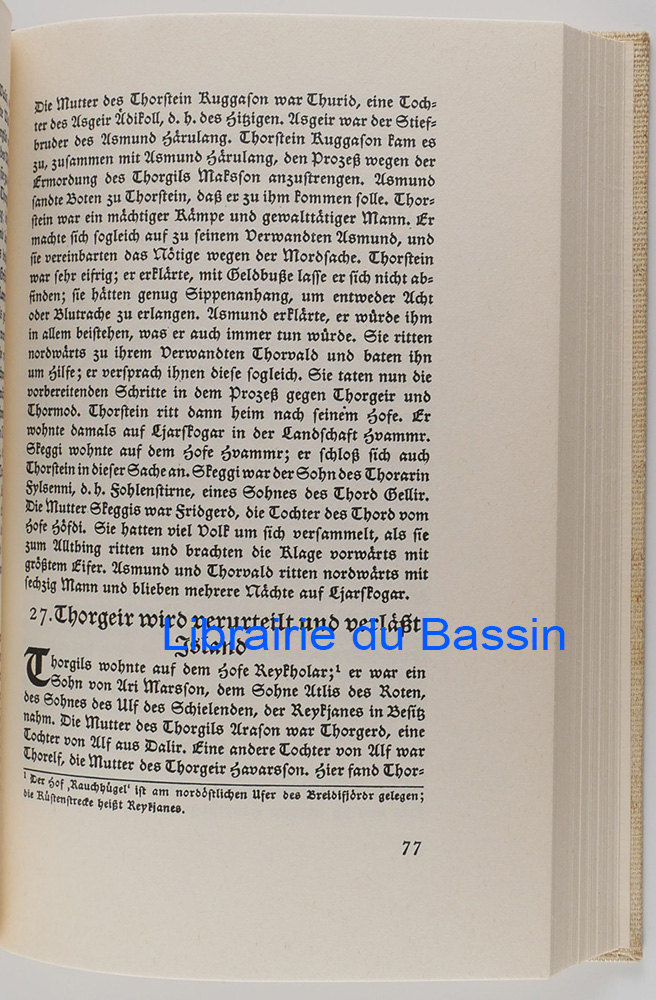 Die Mutter des Thorstein Kuggason war Thurid, eine Toch-
ter des Asgeir Ädikoll, d. h. des Hitzigen. Asgeir war der Stief-
bruder des Asmund Härulang. Thorstein Kuggason kam es
zu, zusammen mit Asmund Härulang, den Prozeß wegen der
Ermordung des Thorgils Maksson anzustrengen. Asmund
sandte Boten zu Thorstein, daß er zu ihm kommen solle. Thor-
stein war ein mächtiger Kämpe und gewalttätiger Mann. Er
machte sich sogleich auf zu seinem Verwandten Asmund, und
sie vereinbarten das Nötige wegen der Mordsache. Thorstein
war sehr eifrig; er erklärte, mit Geldbuße lasse er sich nicht ab-
finden; sie hätten genug Sippenanhang, um entweder Acht
oder Blutrache zu erlangen. Asmund erklärte, er würde ihm
in allem beistehen, was er auch immer tun würde. Sie ritten
nordwärts zu ihrem Verwandten Thorvald und baten ihn
um Hilfe; er versprach ihnen diese sogleich. Sie taten nun die
vorbereitenden Schritte in dem Prozeß gegen Thorgeir und
Thormod. Thorstein ritt dann heim nach seinem Hofe. Er
wohnte damals auf Ljarskogar in der Landschaft Hvammr.
Skeggi wohnte auf dem Hofe Hvammr; er schloß sich auch
Thorstein in dieser Sache an. Skeggi war der Sohn des Thorarin
Fylsenni, d. h. Fohlenstirne, eines Sohnes des Thord Gellir.
Die Mutter Skeggis war Fridgerd, die Tochter des Thord vom
Hofe Höfdi. Sie hatten viel Volk um sich versammelt, als sie
zum Allthing ritten und brachten die Klage vorwärts mit
größtem Eifer. Asmund und Thorvald ritten nordwärts mit
sechzig Mann und blieben mehrere Nächte auf Ljarskogar.
27. Thorgeir wird verurteilt und verläßt
Island
Librairie du Bassin
Thorgils wohnte auf dem Hofe Reykholar;¹ er war ein
Sohn von Ari Marsson, dem Sohne Atlis des Roten,
des Sohnes des Ulf des Schielenden, der Reykjanes in Besitz
nahm. Die Mutter des Thorgils Arason war Thorgerd, eine
Tochter von Alf aus Dalir. Eine andere Tochter von Alf war
Thorelf, die Mutter des Thorgeir Havarsson. Hier fand Thor-
¹ Der Hof ‚Rauchhügel‘ ist am nordöstlichen Ufer des Breidifjördr gelegen;
die Küstenstrecke heißt Reykjanes.
77